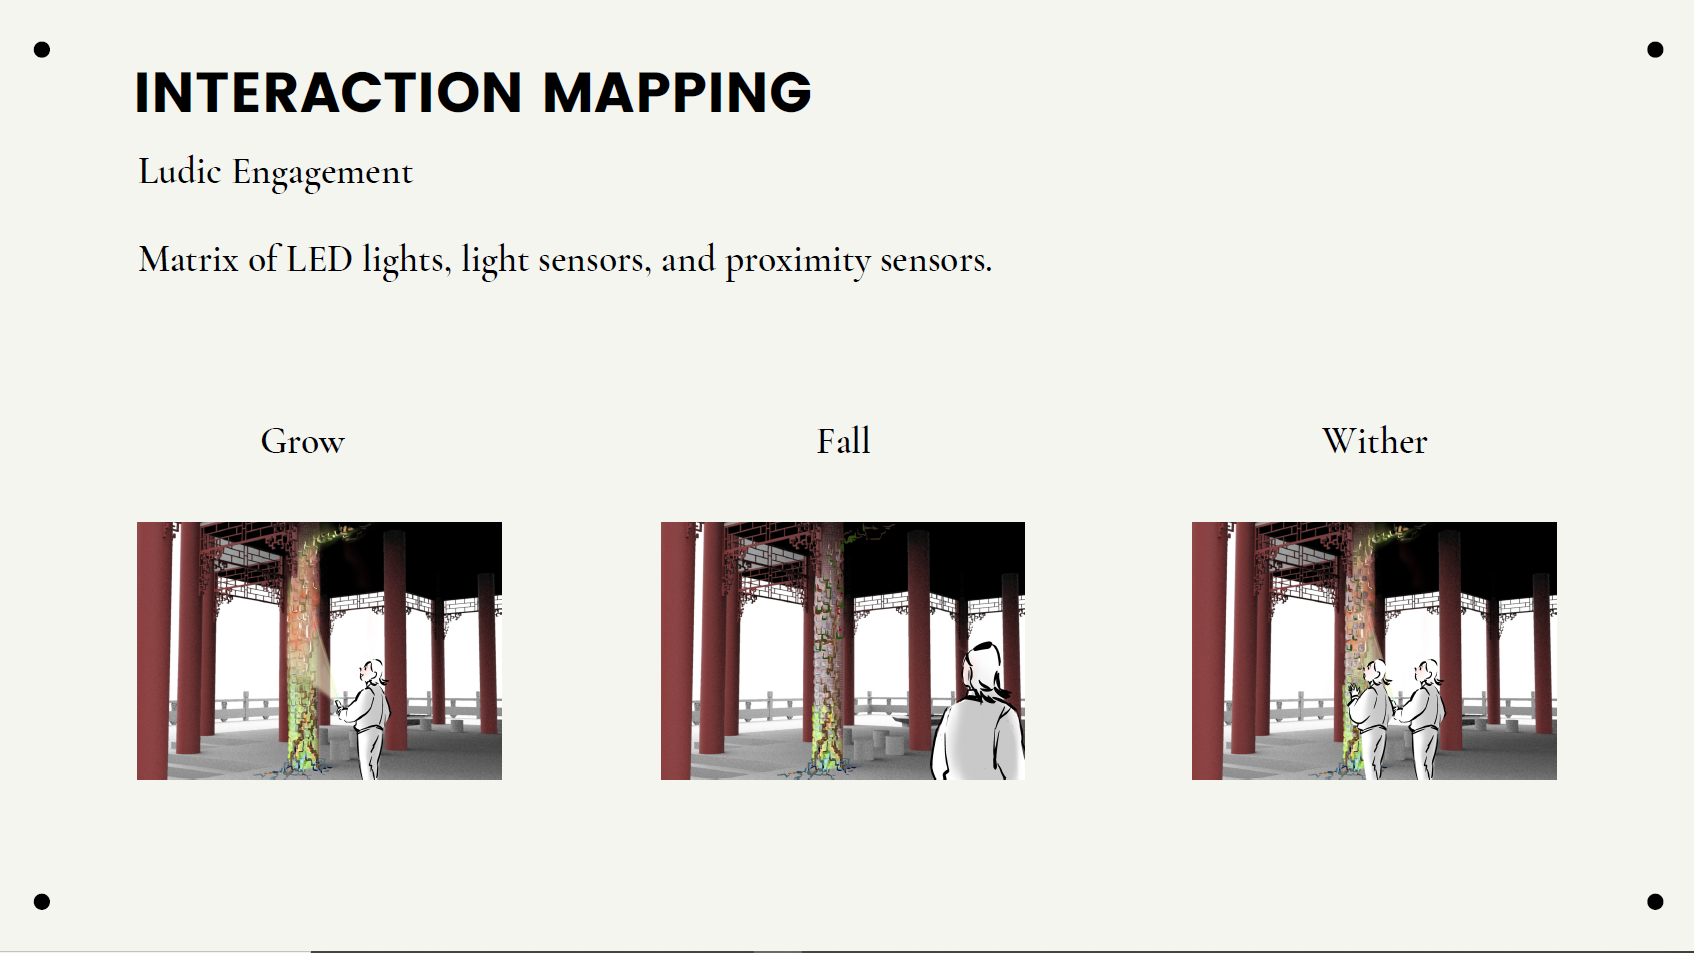 INTERACTION MAPPING
Ludic Engagement
Matrix of LED lights, light sensors, and proximity sensors.
Grow
Fall
Wither